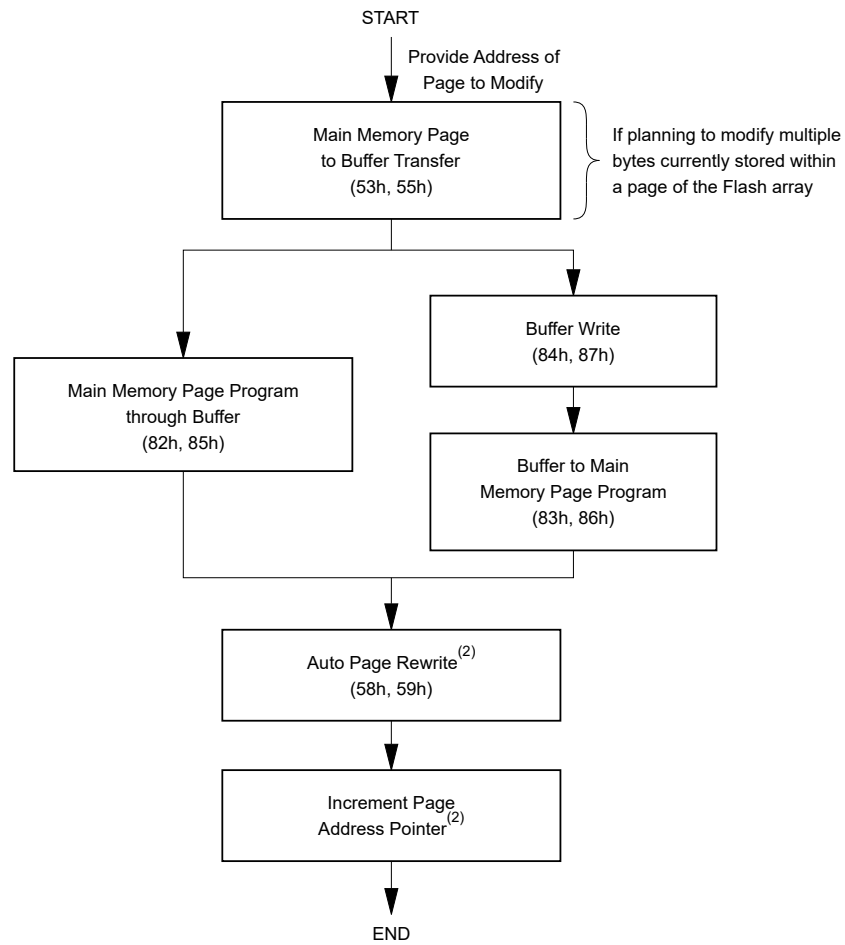 START
Provide Address of
Page to Modify
Main Memory Page
to Buffer Transfer
(53h, 55h)
If planning to modify multiple
bytes currently stored within
a page of the Flash array
Buffer Write
(84h, 87h)
Main Memory Page Program
through Buffer
(82h, 85h)
Buffer to Main
Memory Page Program
(83h, 86h)
Auto Page Rewrite(2)
(58h, 59h)
Increment Page
Address Pointer(2)
END